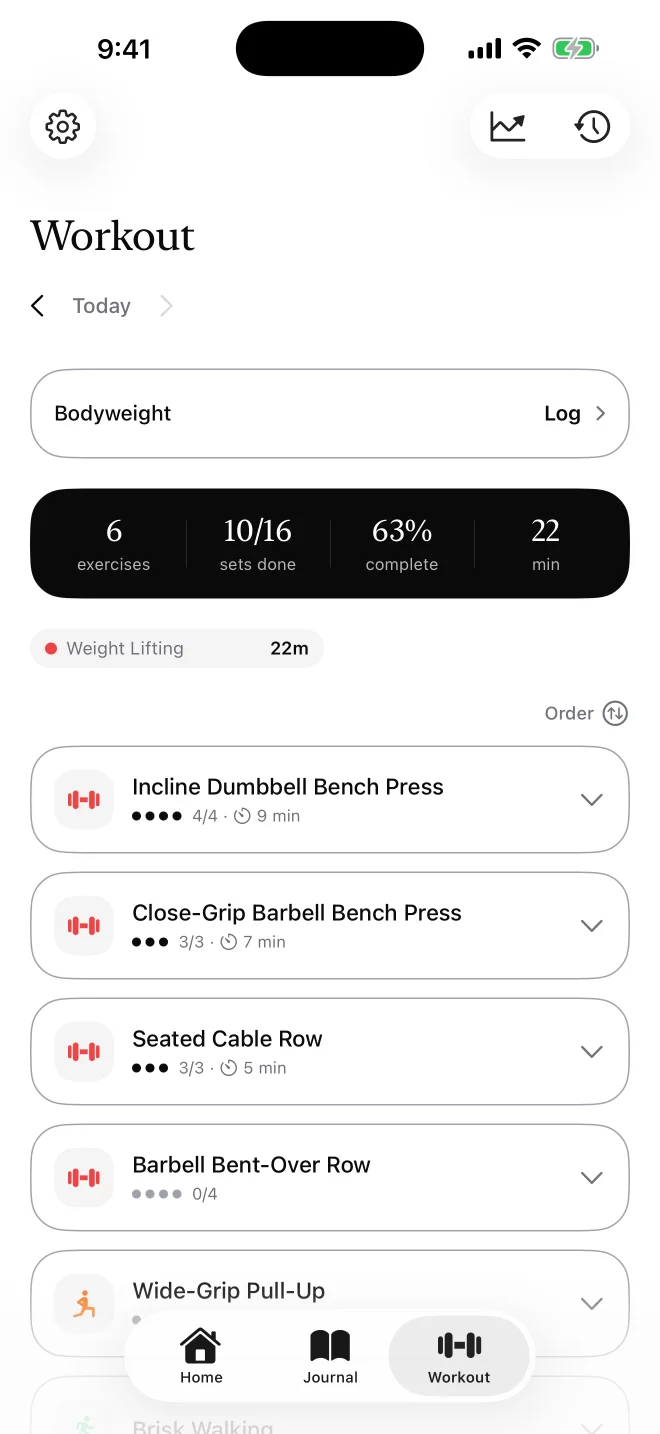 9:41
Workout
Today
Bodyweight Log
6 10/16 63% 22
exercises sets done complete min
Weight Lifting 22m
Order
Incline Dumbbell Bench Press
4/4 · 9 min
Close-Grip Barbell Bench Press
3/3 · 7 min
Seated Cable Row
3/3 · 5 min
Barbell Bent-Over Row
0/4
Wide-Grip Pull-Up
Home Journal Workout
Brisk Walking